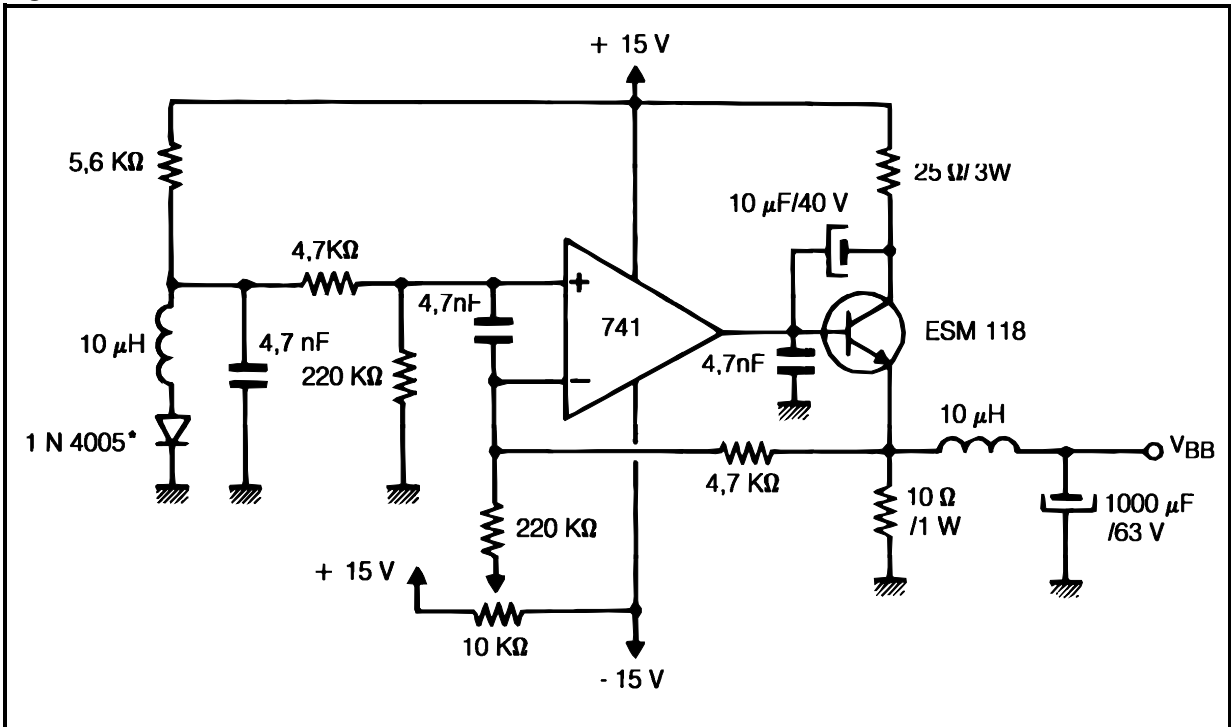 + 15 V
5,6 KΩ
25 Ω/ 3W
10 μF/40 V
4,7KΩ
+
4,7nF
741
ESM 118
10 μH
4,7 nF
220 KΩ
4,7nF
−
10 μH
1 N 4005*
V_BB
4,7 KΩ
10 Ω
/1 W
1000 μF
/63 V
220 KΩ
+ 15 V
10 KΩ
- 15 V